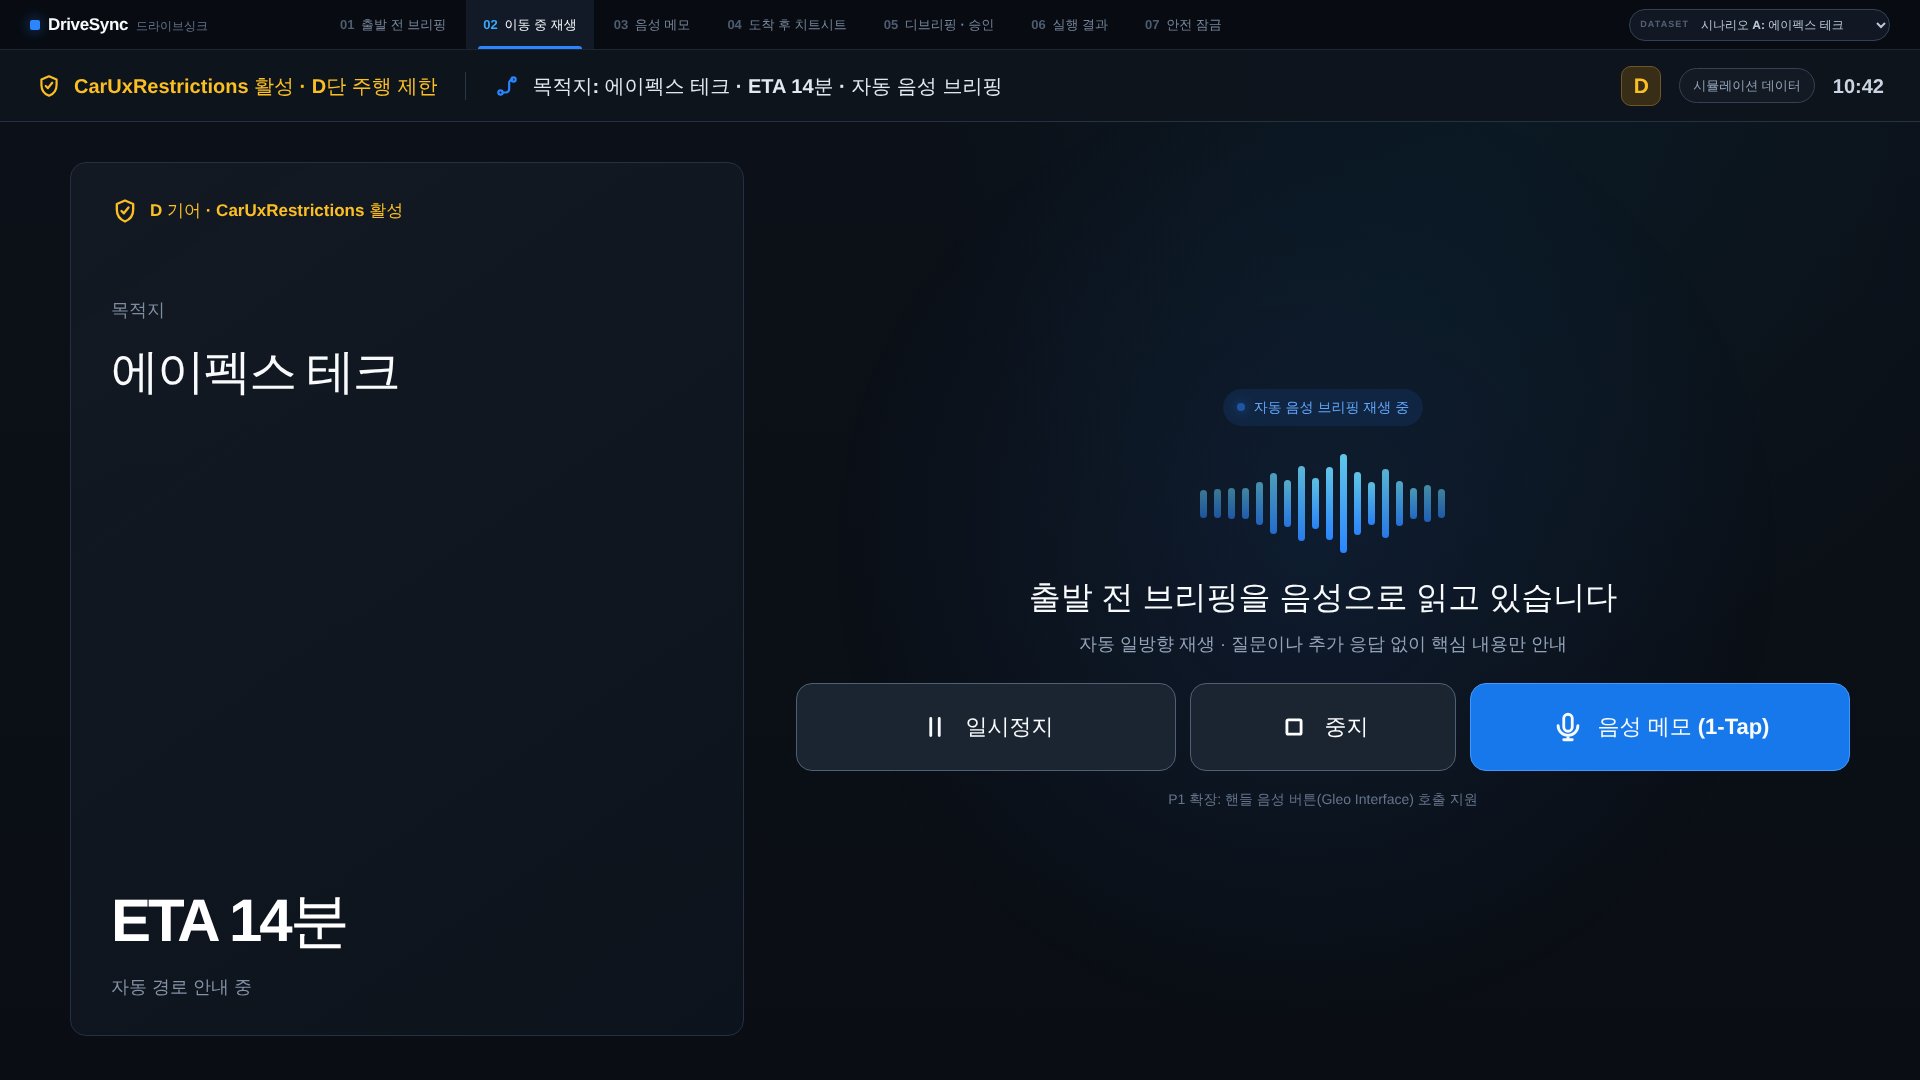 DriveSync 드라이브싱크
01 출발 전 브리핑
02 이동 중 재생
03 음성 메모
04 도착 후 치트시트
05 디브리핑 · 승인
06 실행 결과
07 안전 잠금
DATASET 시나리오 A: 에이펙스 테크
CarUxRestrictions 활성 · D단 주행 제한
목적지: 에이펙스 테크 · ETA 14분 · 자동 음성 브리핑
D
시뮬레이션 데이터
10:42
D 기어 · CarUxRestrictions 활성
목적지
에이펙스 테크
ETA 14분
자동 경로 안내 중
자동 음성 브리핑 재생 중
출발 전 브리핑을 음성으로 읽고 있습니다
자동 일방향 재생 · 질문이나 추가 응답 없이 핵심 내용만 안내
일시정지
중지
음성 메모 (1-Tap)
P1 확장: 핸들 음성 버튼(Gleo Interface) 호출 지원